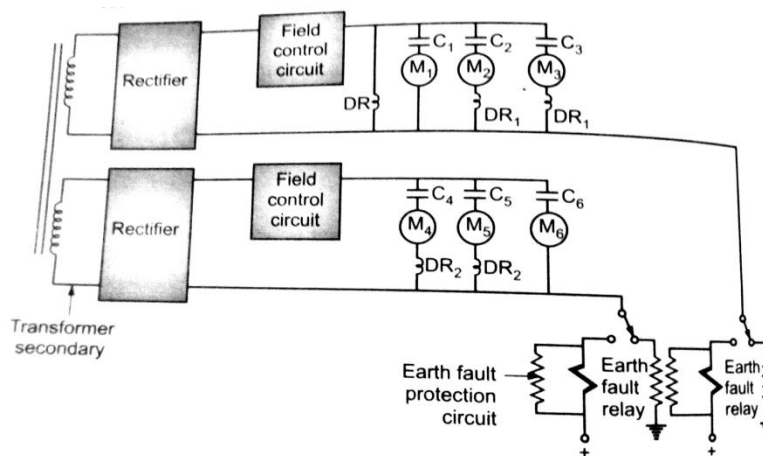 Field
control
circuit
Rectifier
C₁
C₂
C₃
M₁
M₂
M₃
DR
DR₁
DR₁
Field
control
circuit
Rectifier
C₄
C₅
C₆
M₄
M₅
M₆
DR₂
DR₂
Transformer
secondary
Earth fault
protection
circuit
Earth
fault
relay
Earth
fault
relay
+
+